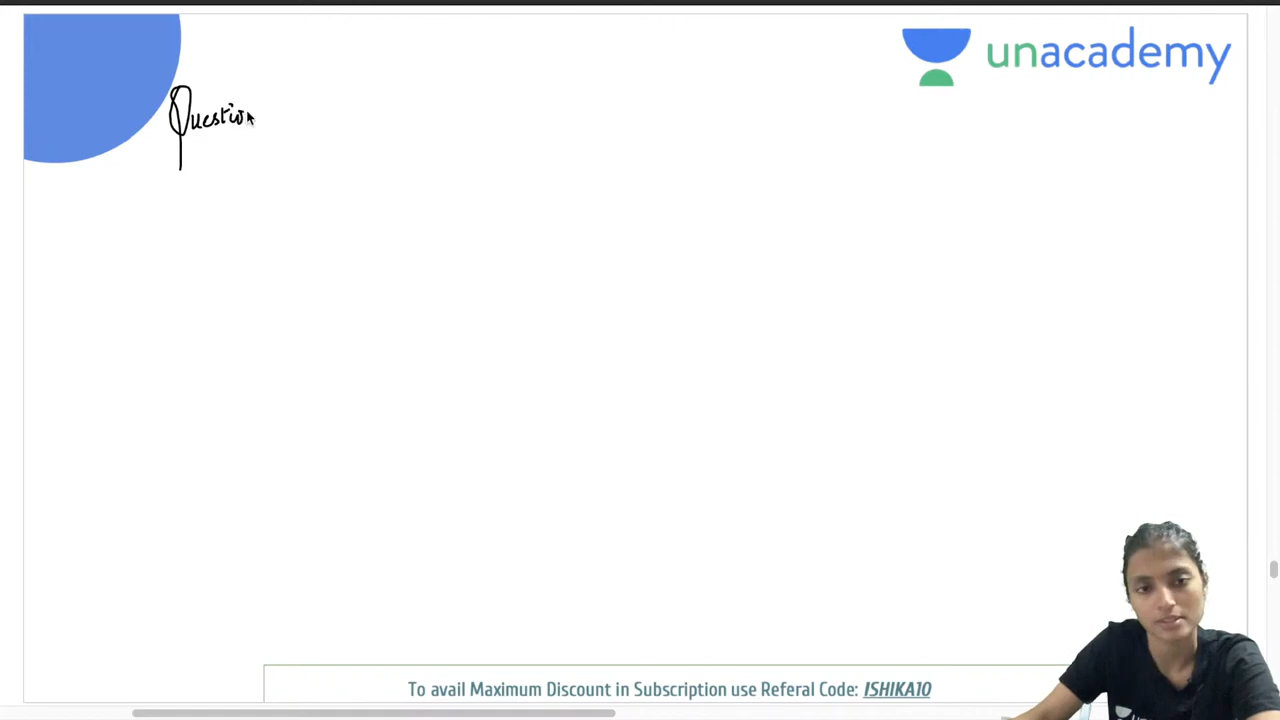 unacademy
Question
To avail Maximum Discount in Subscription use Referal Code: ISHIKA10